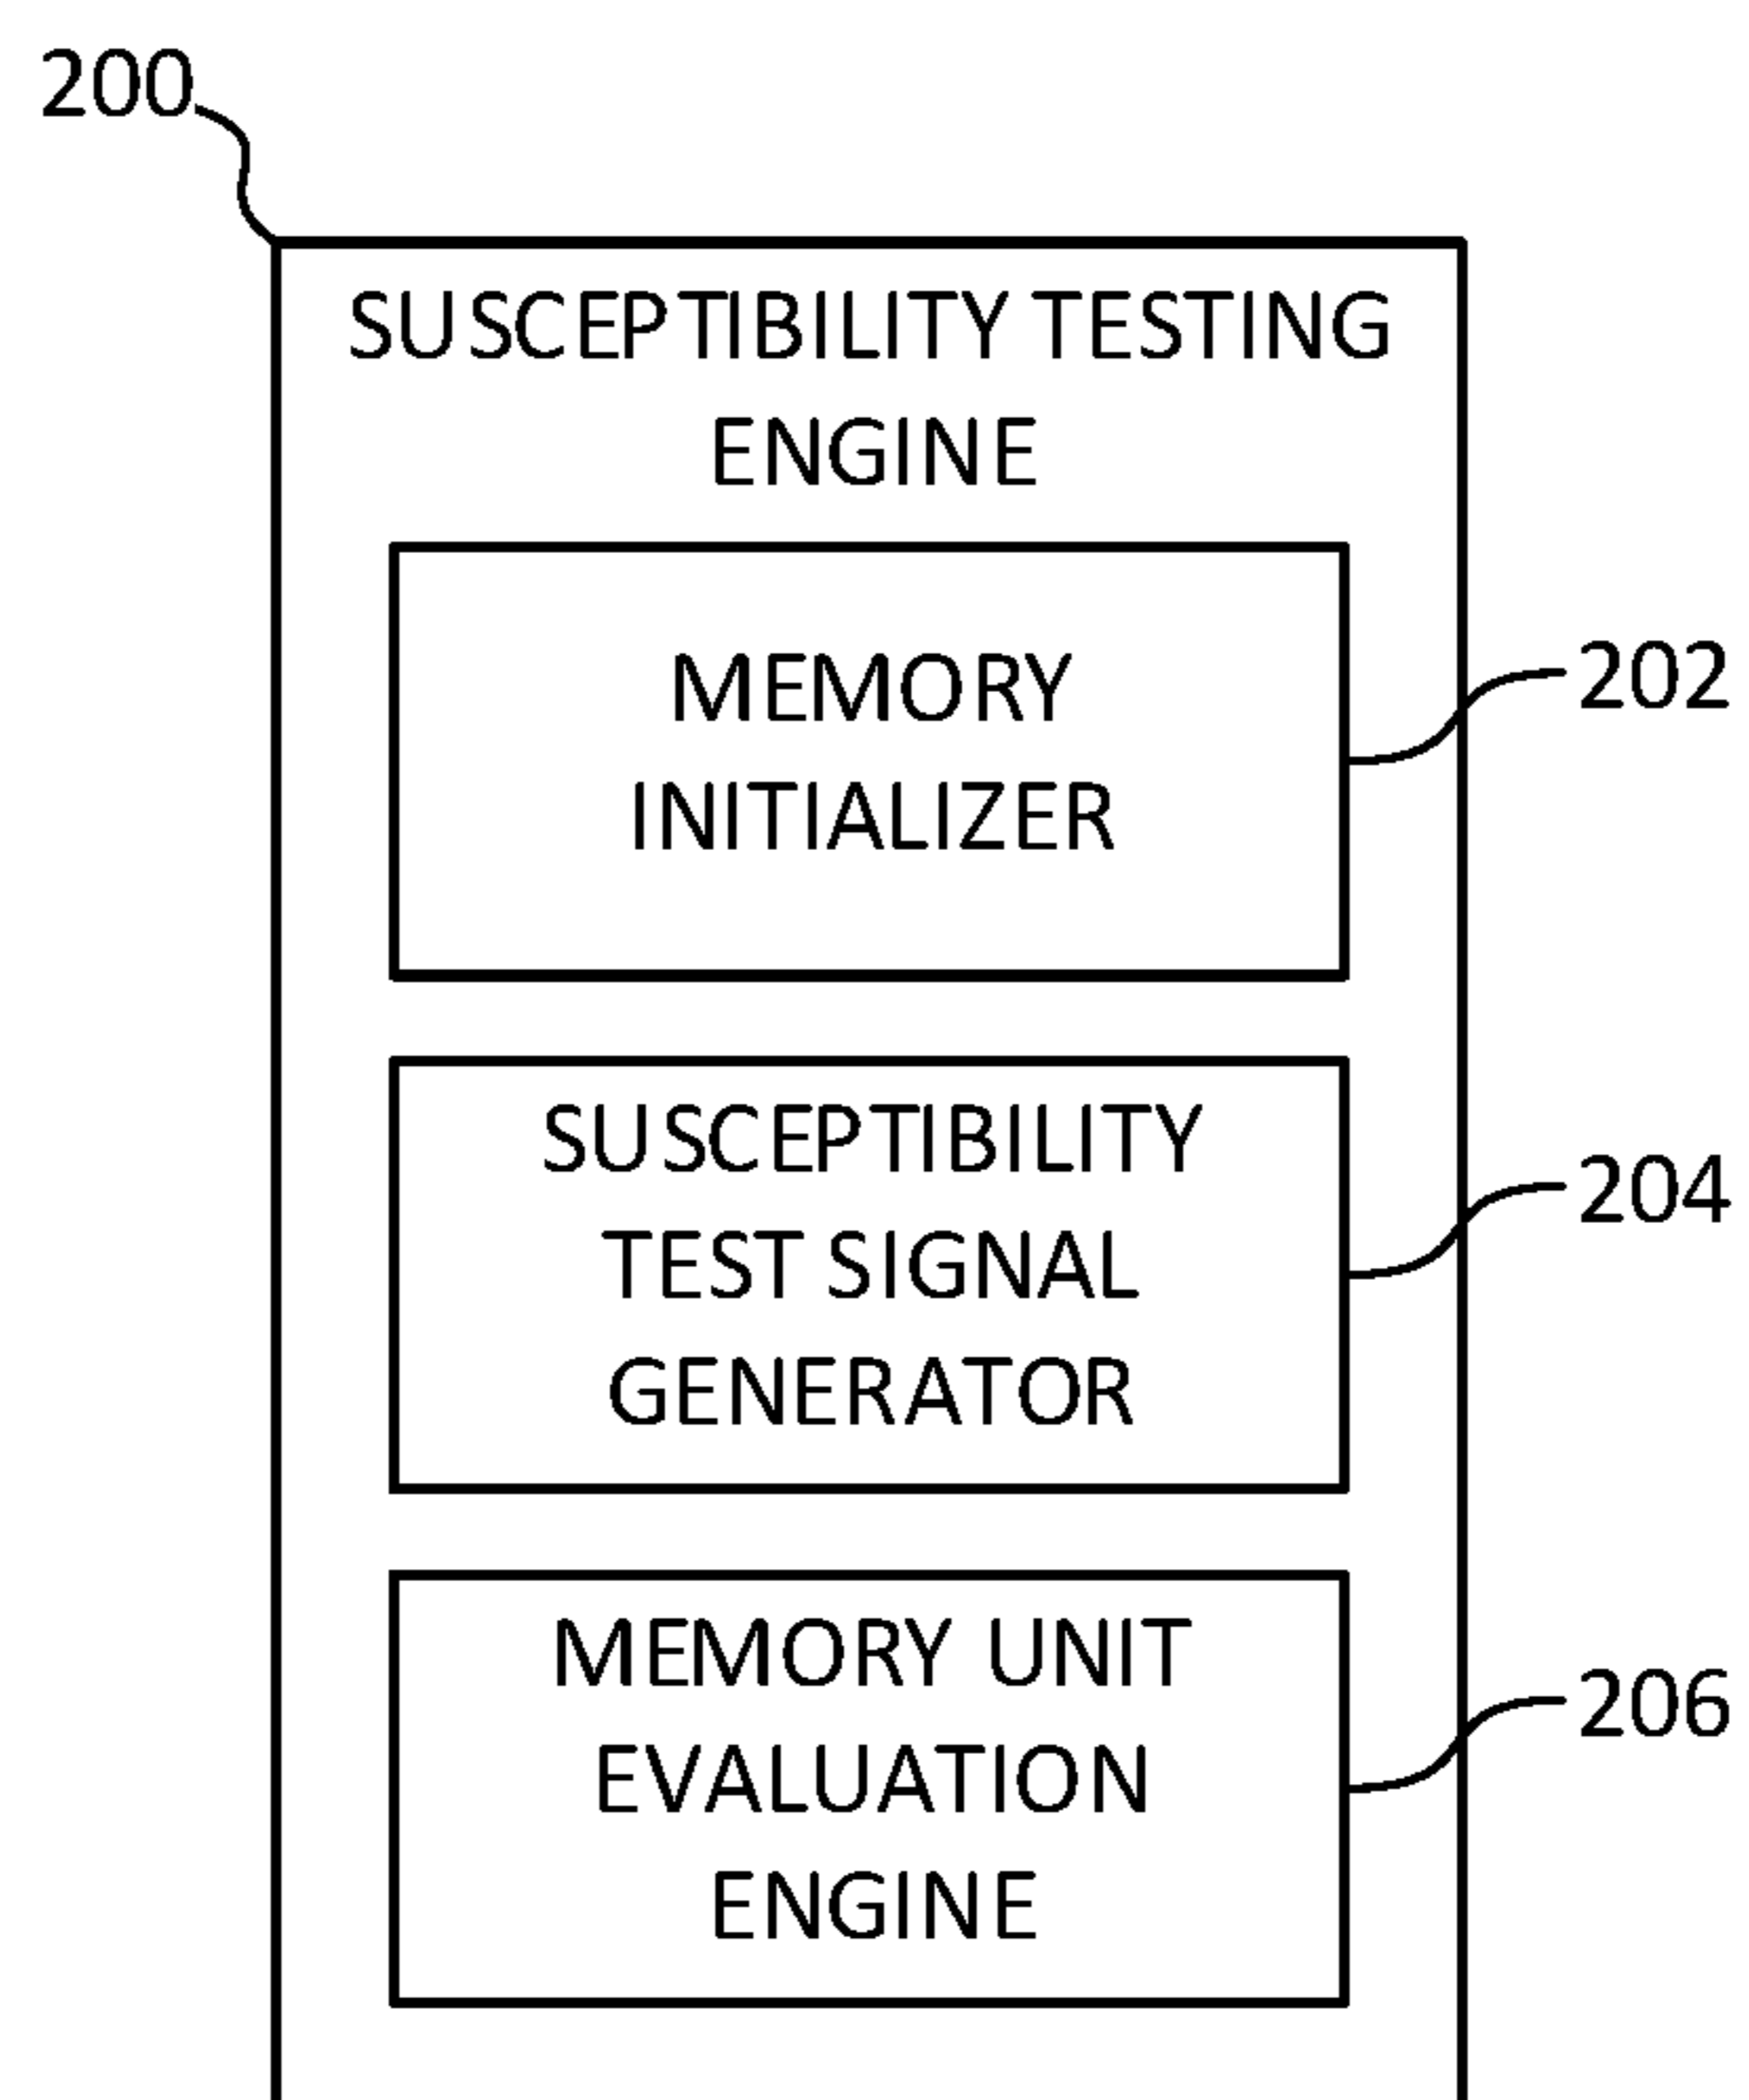 200
SUSCEPTIBILITY TESTING
ENGINE
MEMORY
INITIALIZER
202
SUSCEPTIBILITY
TEST SIGNAL
GENERATOR
204
MEMORY UNIT
EVALUATION
ENGINE
206